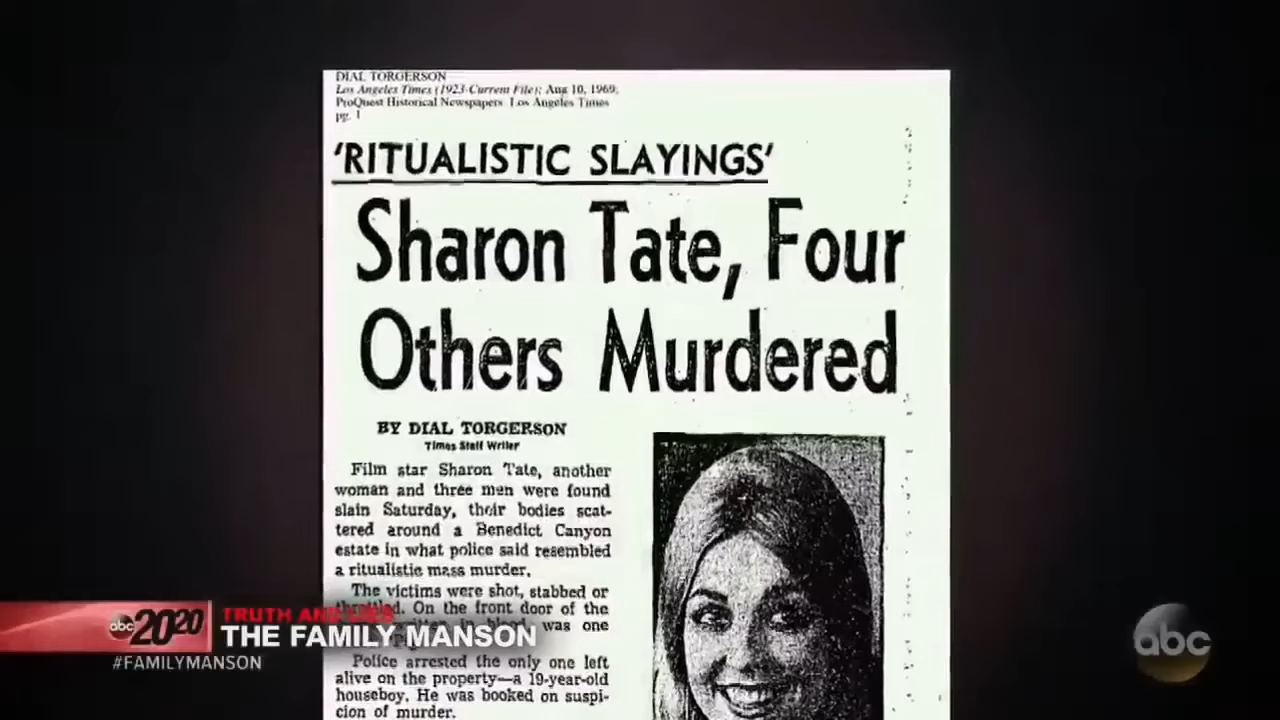 DIAL TORGERSON
Los Angeles Times (1923-Current File); Aug 10, 1969;
ProQuest Historical Newspapers Los Angeles Times
pg. 1
'RITUALISTIC SLAYINGS'
Sharon Tate, Four
Others Murdered
BY DIAL TORGERSON
Times Staff Writer
Film star Sharon Tate, another
woman and three men were found
slain Saturday, their bodies scat-
tered around a Benedict Canyon
estate in what police said resembled
a ritualistic mass murder.
The victims were shot, stabbed or
On the front door of the
was one
Police arrested the only one left
alive on the property—a 19-year-old
houseboy. He was booked on suspi-
cion of murder.
abc 20/20
TRUTH AND LIES
THE FAMILY MANSON
#FAMILYMANSON
abc